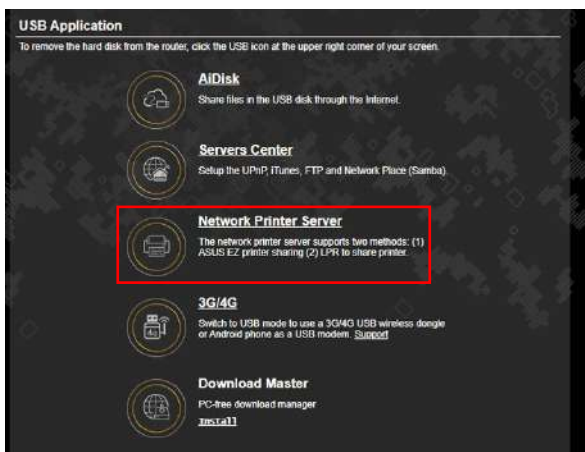 USB Application
To remove the hard disk from the router, click the USB icon at the upper right corner of your screen.
AiDisk
Share files in the USB disk through the Internet.
Servers Center
Setup the UPnP, iTunes, FTP and Network Place (Samba)
Network Printer Server
The network printer server supports two methods: (1)
ASUS EZ printer sharing (2) LPR to share printer.
3G/4G
Switch to USB mode to use a 3G/4G USB wireless dongle
or Android phone as a USB modem. Support
Download Master
PC-free download manager
Install